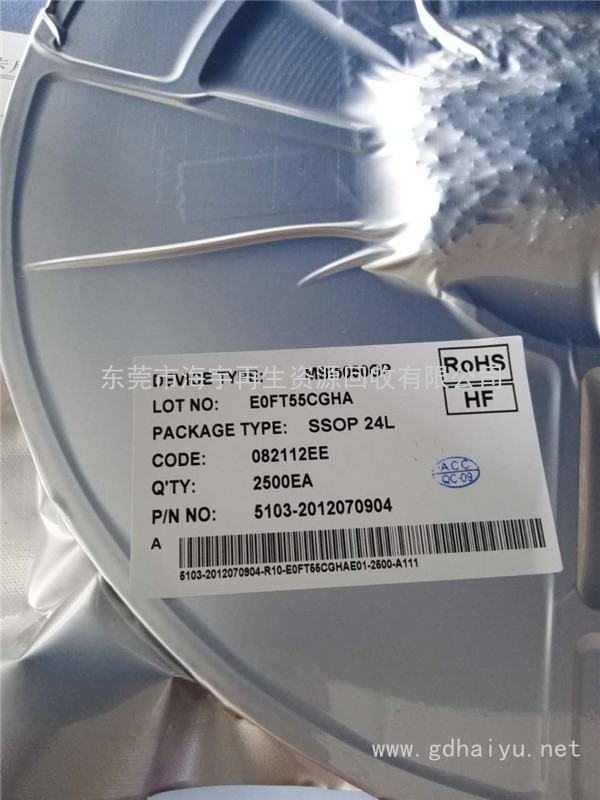 东莞市海宇再生资源回收有限公司
DEVICE TYPE:
RoHS
HF
LOT NO: E0FT55CGHA
PACKAGE TYPE: SSOP 24L
CODE: 082112EE
Q'TY: 2500EA
ACC
QC-09
P/N NO: 5103-2012070904
A
5103-2012070904-R10-E0FT55CGHAE01-2500-A111
www.gdhaiyu.net